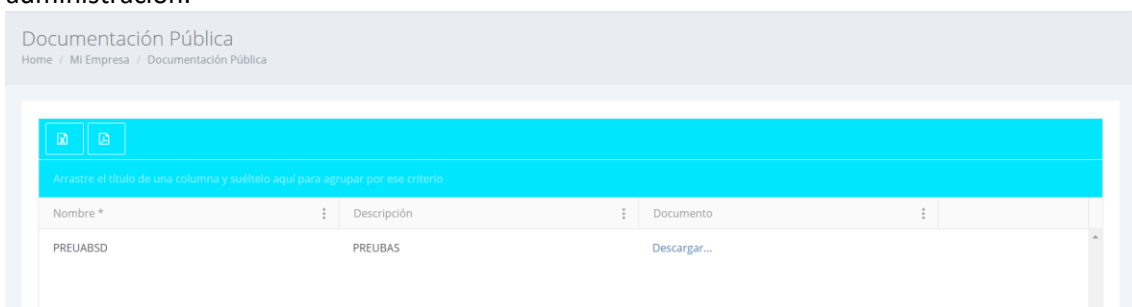 administración.
Documentación Pública
Home / Mi Empresa / Documentación Pública
Arrastre el título de una columna y suéltelo aquí para agrupar por ese criterio
Nombre * Descripción Documento
PREUABSD PREUBAS Descargar...